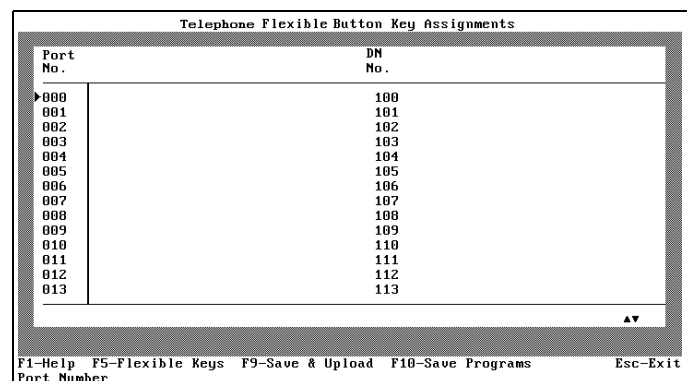 Telephone Flexible Button Key Assignments
Port DN
No. No.
000 100
001 101
002 102
003 103
004 104
005 105
006 106
007 107
008 108
009 109
010 110
011 111
012 112
013 113
F1-Help F5-Flexible Keys F9-Save & Upload F10-Save Programs Esc-Exit
Port Number